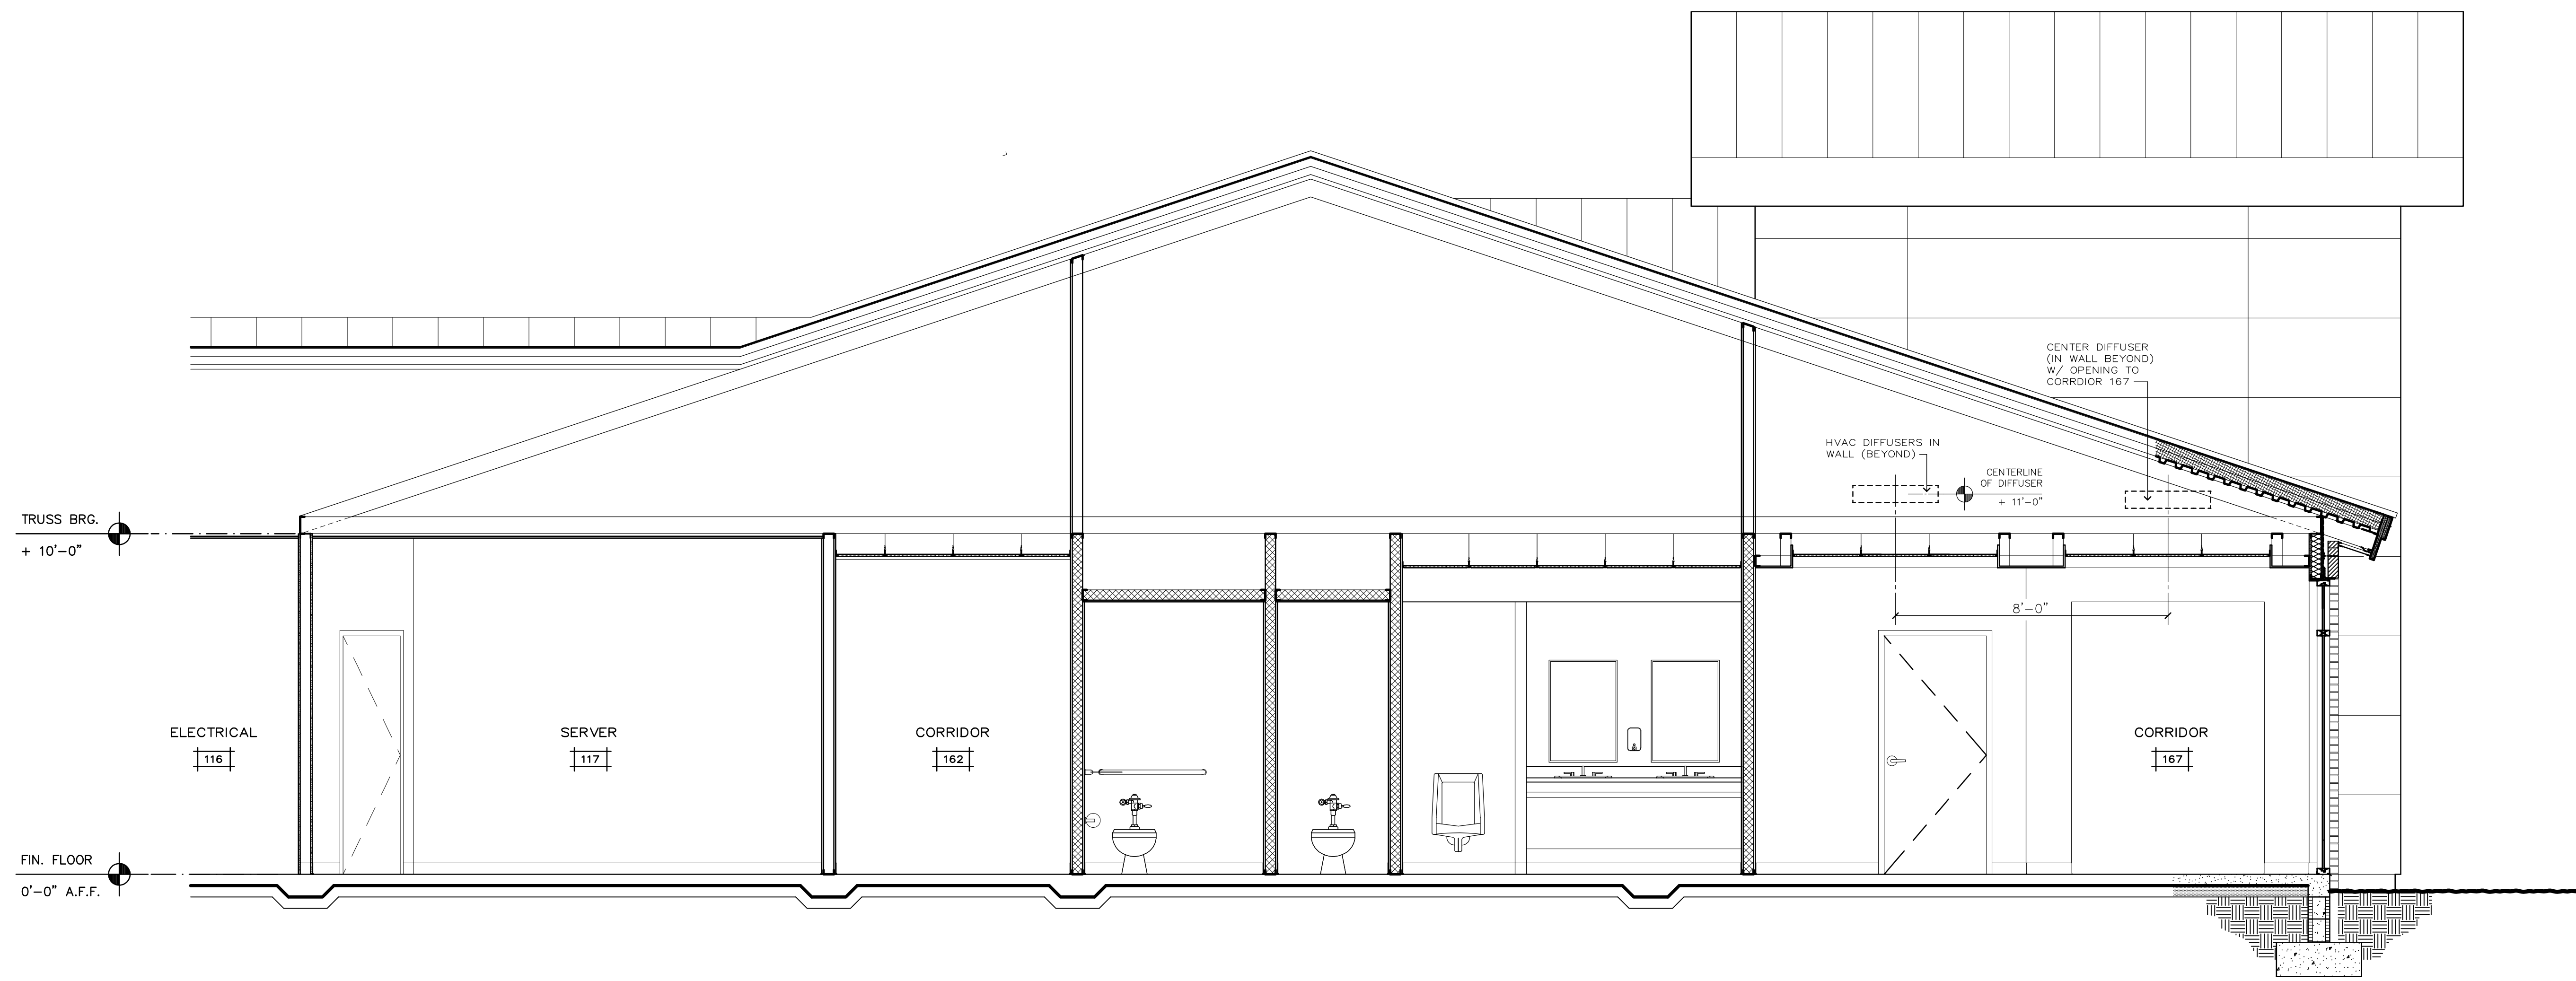 CENTER DIFFUSER
(IN WALL BEYOND)
W/ OPENING TO
CORRDIOR 167
HVAC DIFFUSERS IN
WALL (BEYOND)
CENTERLINE
OF DIFFUSER
+ 11'-0"
TRUSS BRG.
+ 10'-0"
8'-0"
ELECTRICAL
116
SERVER
117
CORRIDOR
162
CORRIDOR
167
FIN. FLOOR
0'-0" A.F.F.